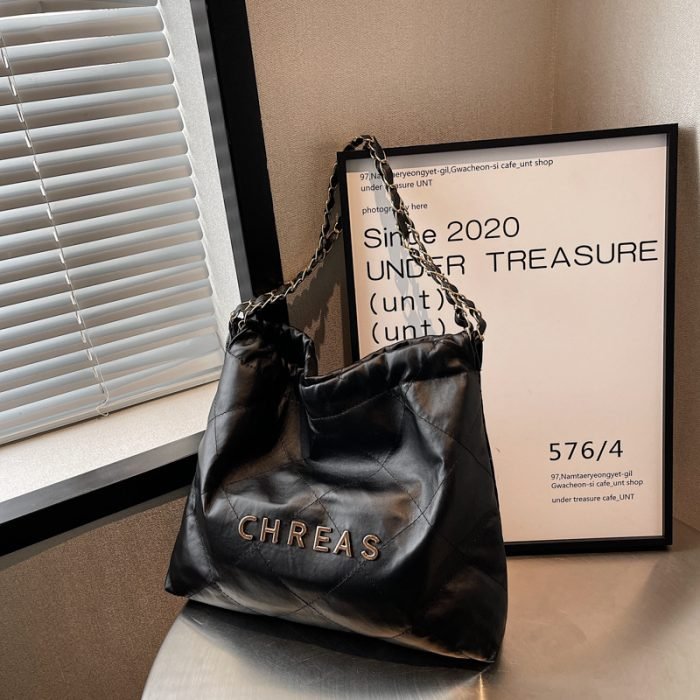 97,Namtaeryeongyet-gil,Gwacheon-si cafe_unt shop
under treasure UNT
photography here
Since 2020
UNDER TREASURE
(unt)
(unt)
576/4
97,Namtaeryeongyet-gil
Gwacheon-si cafe_unt shop
under treasure cafe_UNT
CHREAS